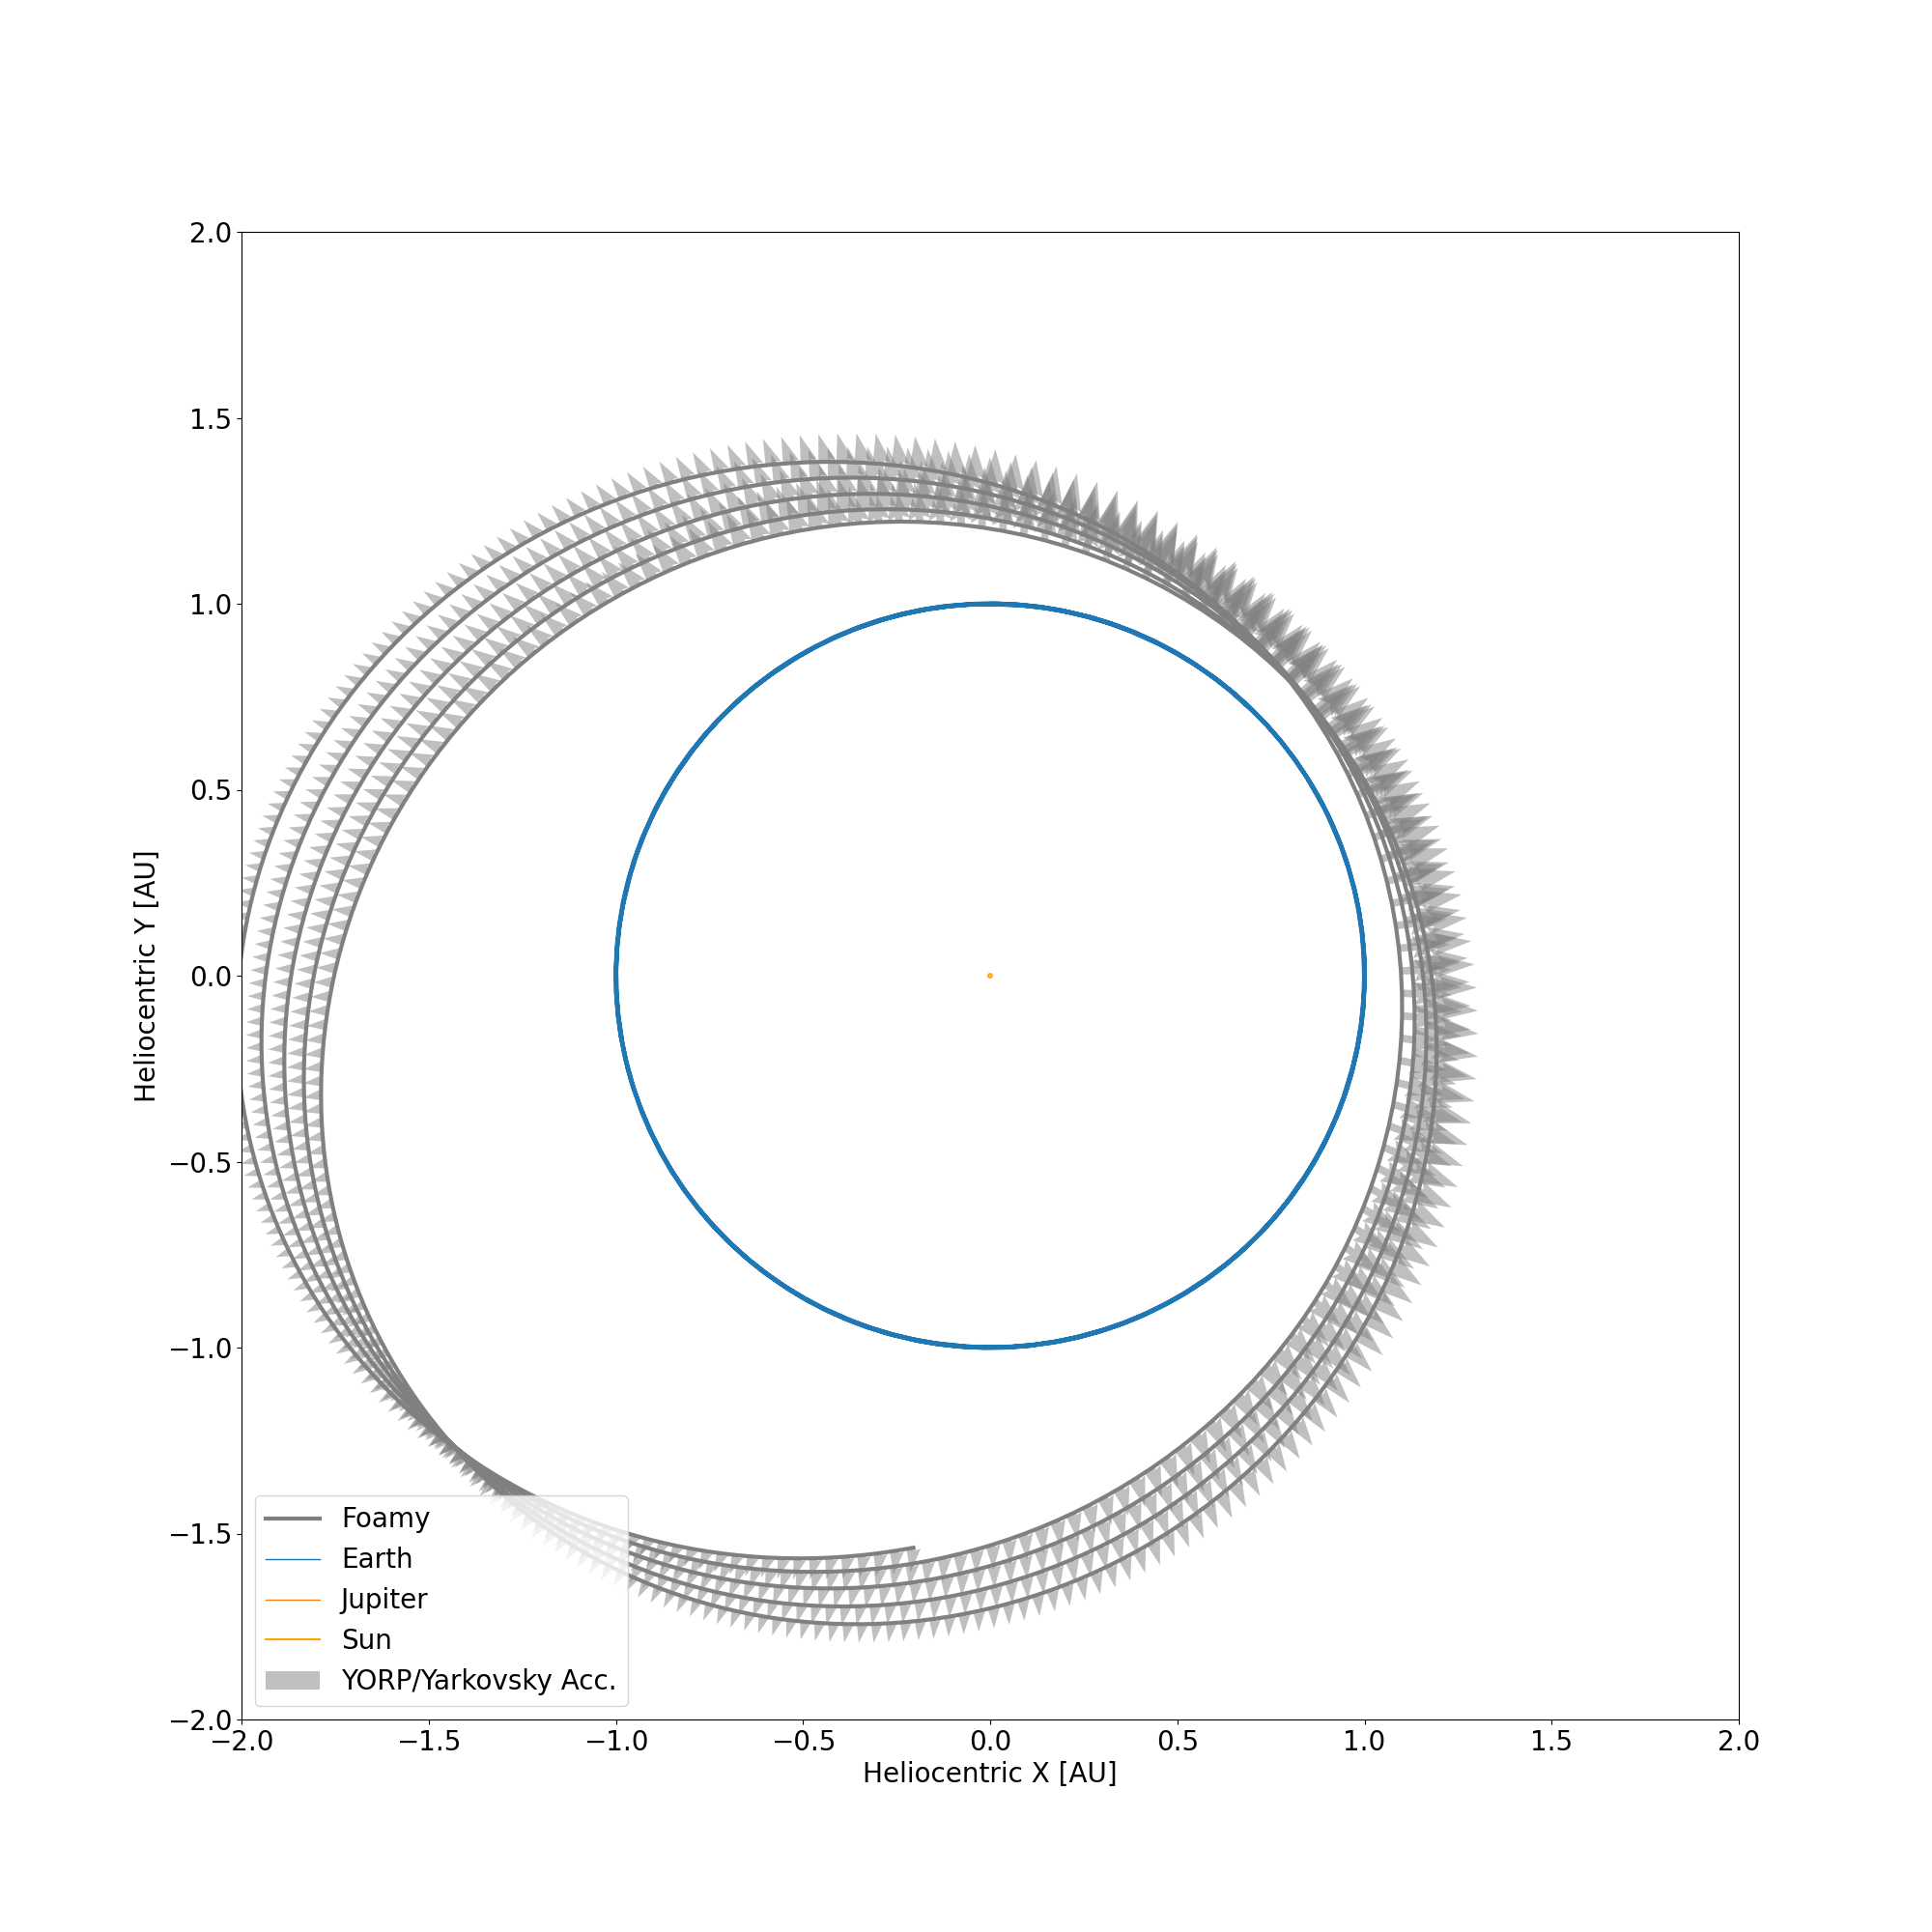 2.0
1.5
1.0
0.5
0.0
−0.5
−1.0
−1.5
−2.0
Heliocentric Y [AU]
Foamy
Earth
Jupiter
Sun
YORP/Yarkovsky Acc.
−2.0 −1.5 −1.0 −0.5 0.0 0.5 1.0 1.5 2.0
Heliocentric X [AU]